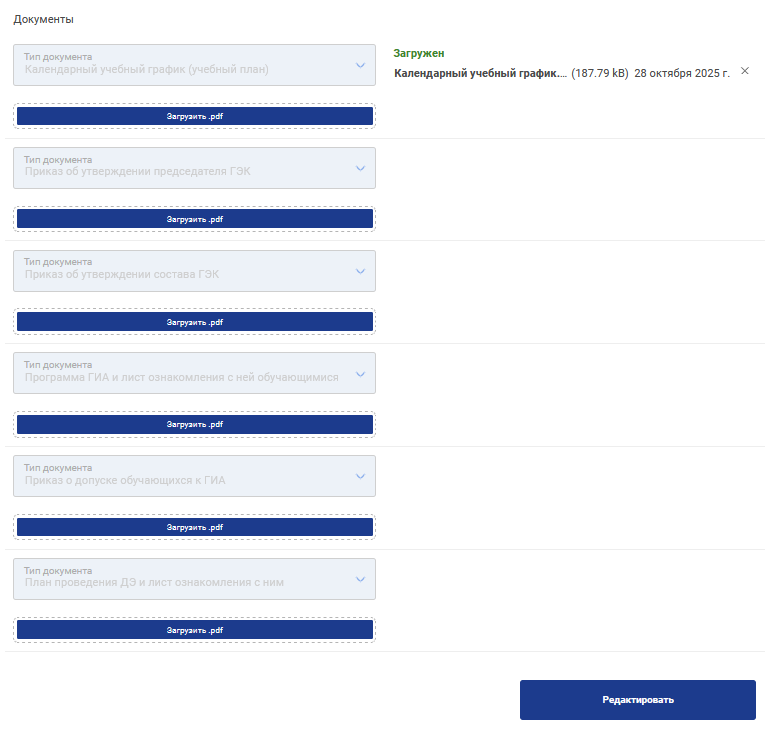 Документы
Тип документа
Календарный учебный график (учебный план)
Загружен
Календарный учебный график.... (187.79 kB) 28 октября 2025 г.
Загрузить .pdf
Тип документа
Приказ об утверждении председателя ГЭК
Загрузить .pdf
Тип документа
Приказ об утверждении состава ГЭК
Загрузить .pdf
Тип документа
Программа ГИА и лист ознакомления с ней обучающимися
Загрузить .pdf
Тип документа
Приказ о допуске обучающихся к ГИА
Загрузить .pdf
Тип документа
План проведения ДЭ и лист ознакомления с ним
Загрузить .pdf
Редактировать